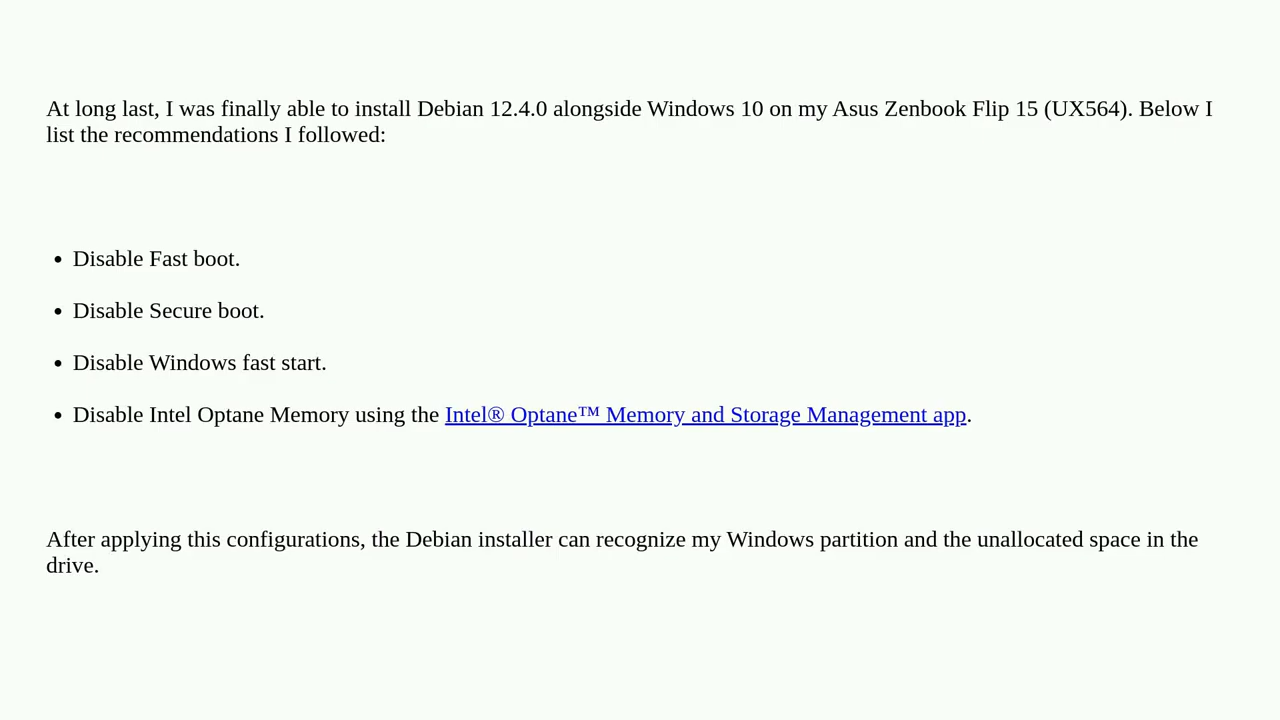 At long last, I was finally able to install Debian 12.4.0 alongside Windows 10 on my Asus Zenbook Flip 15 (UX564). Below I
list the recommendations I followed:
• Disable Fast boot.
• Disable Secure boot.
• Disable Windows fast start.
• Disable Intel Optane Memory using the Intel® Optane™ Memory and Storage Management app.
After applying this configurations, the Debian installer can recognize my Windows partition and the unallocated space in the
drive.